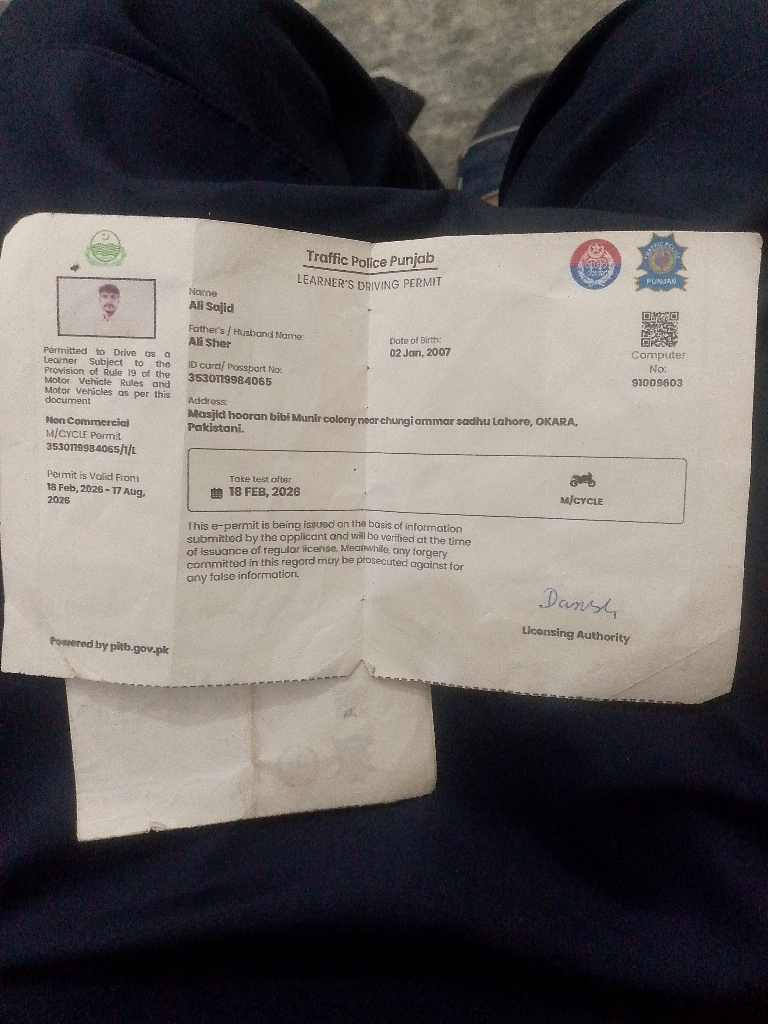 Traffic Police Punjab
LEARNER'S DRIVING PERMIT
TRAFFIC POLICE
PUNJAB
Permitted to Drive as a
Learner Subject to the
Provision of Rule 19 of the
Motor Vehicle Rules and
Motor Vehicles as per this
document
Non Commercial
M/CYCLE Permit
3530119984065/1/L
Permit is Valid From
18 Feb, 2026 - 17 Aug,
2026
Powered by pitb.gov.pk
Name
Ali Sajid
Father's / Husband Name:
Ali Sher
ID card/ Passport No:
3530119984065
Date of Birth:
02 Jan, 2007
Computer
No:
91009603
Address:
Masjid hooran bibi Munir colony near chungi ammar sadhu Lahore, OKARA,
Pakistani.
Take test after
18 FEB, 2026
M/CYCLE
This e-permit is being issued on the basis of information
submitted by the applicant and will be verified at the time
of issuance of regular license. Meanwhile, any forgery
committed in this regard may be prosecuted against for
any false information.
Danish
Licensing Authority